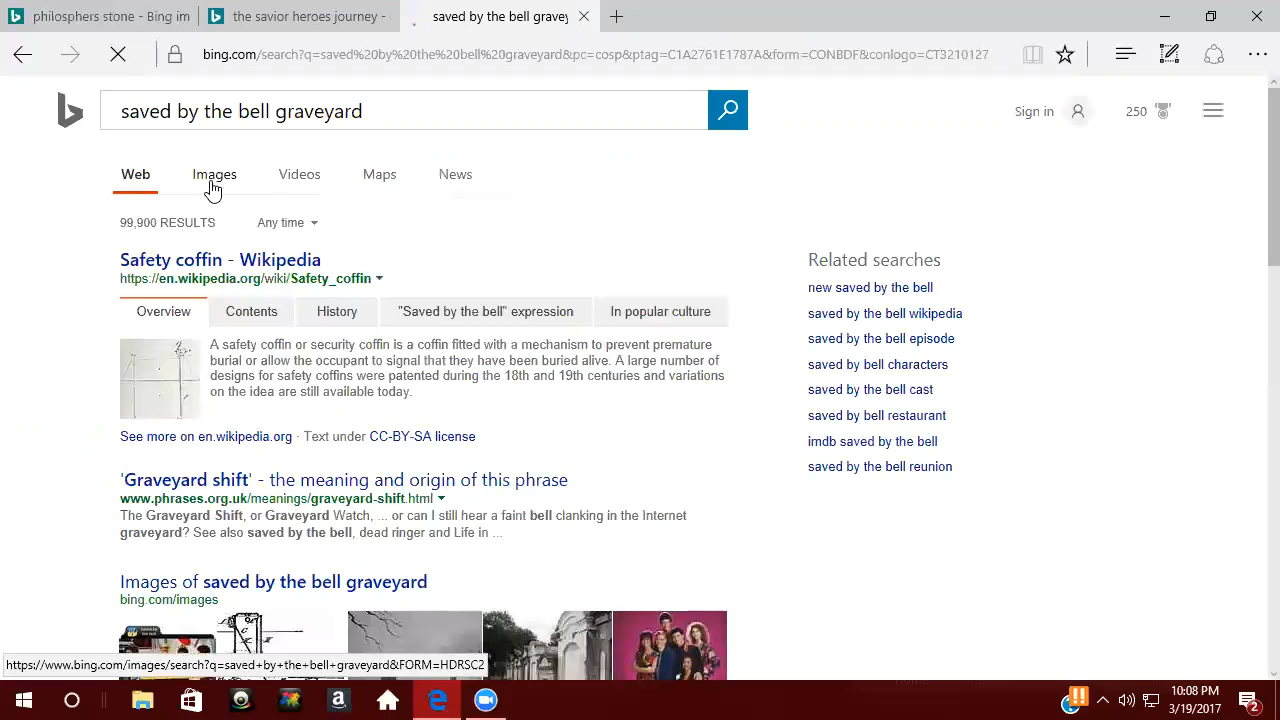 philosphers stone - Bing im
the savior heroes journey -
saved by the bell gravey
bing.com/search?q=saved%20by%20the%20bell%20graveyard&pc=cosp&ptag=C1A2761E1787A&form=CONBDF&conlogo=CT3210127
saved by the bell graveyard
Sign in
250
Web
Images
Videos
Maps
News
99,900 RESULTS
Any time
Safety coffin - Wikipedia
https://en.wikipedia.org/wiki/Safety_coffin
Overview
Contents
History
"Saved by the bell" expression
In popular culture
A safety coffin or security coffin is a coffin fitted with a mechanism to prevent premature
burial or allow the occupant to signal that they have been buried alive. A large number of
designs for safety coffins were patented during the 18th and 19th centuries and variations
on the idea are still available today.
See more on en.wikipedia.org · Text under CC-BY-SA license
'Graveyard shift' - the meaning and origin of this phrase
www.phrases.org.uk/meanings/graveyard-shift.html
The Graveyard Shift, or Graveyard Watch, ... or can I still hear a faint bell clanking in the Internet
graveyard? See also saved by the bell, dead ringer and Life in ...
Images of saved by the bell graveyard
bing.com/images
Related searches
new saved by the bell
saved by the bell wikipedia
saved by the bell episode
saved by bell characters
saved by the bell cast
saved by bell restaurant
imdb saved by the bell
saved by the bell reunion
https://www.bing.com/images/search?q=saved+by+the+bell+graveyard&FORM=HDRSC2
10:08 PM
3/19/2017
2